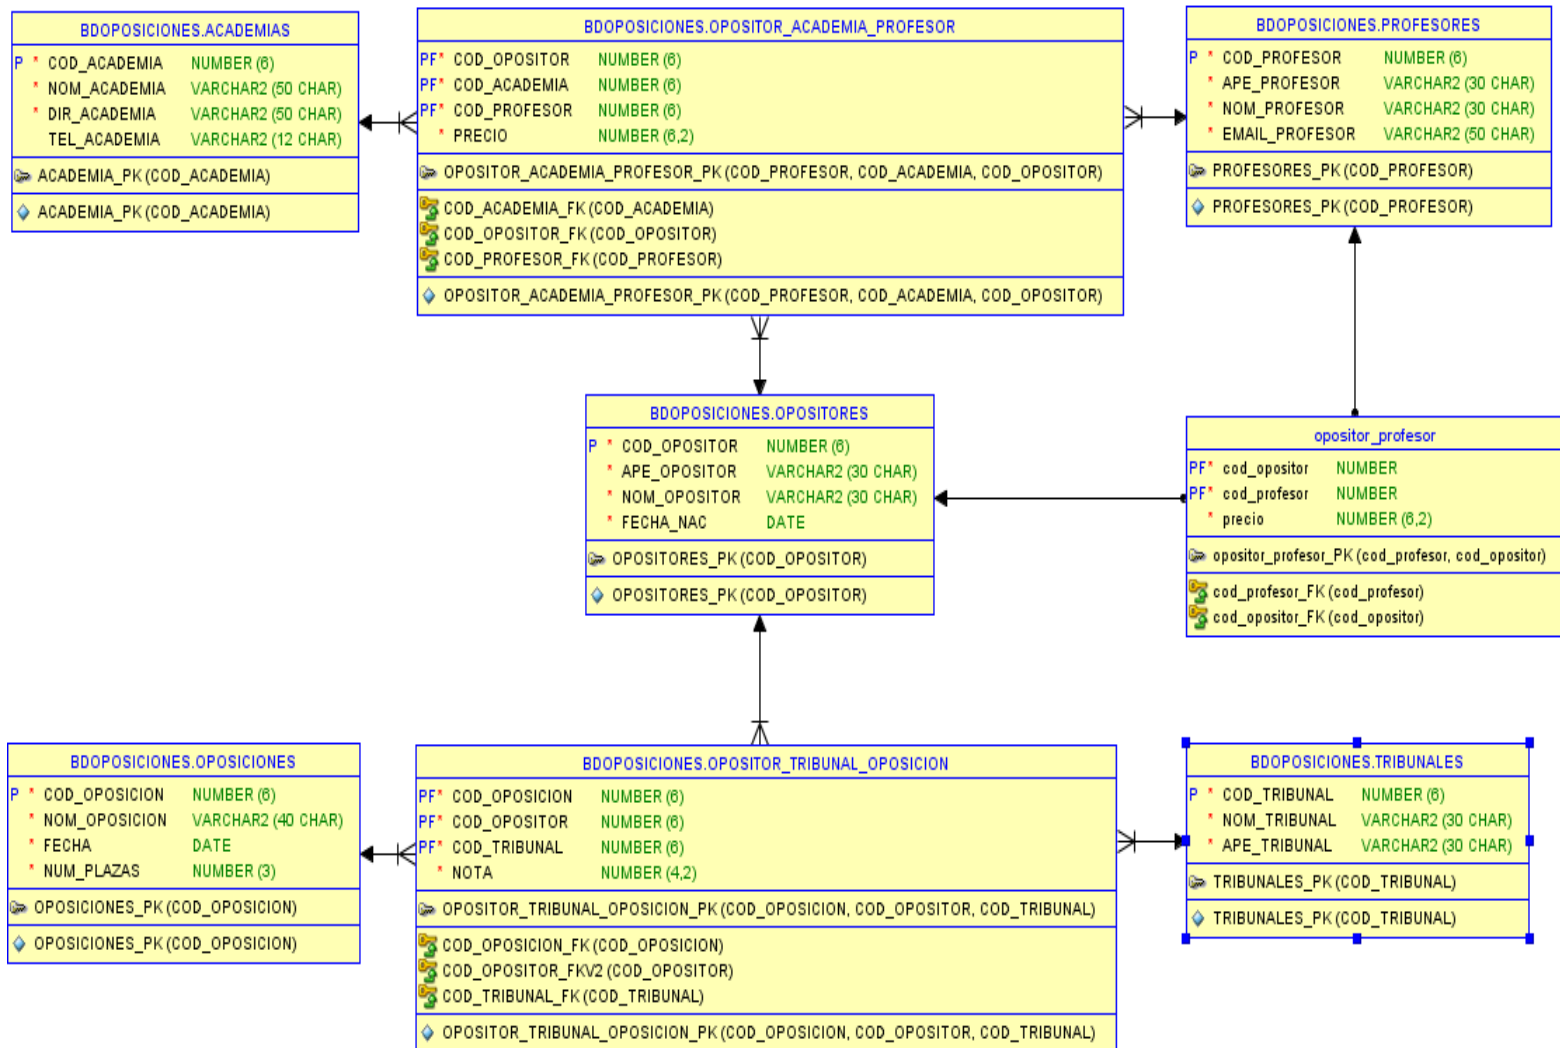 BDOPOSICIONES.ACADEMIAS
P * COD_ACADEMIA NUMBER (6)
* NOM_ACADEMIA VARCHAR2 (50 CHAR)
* DIR_ACADEMIA VARCHAR2 (50 CHAR)
TEL_ACADEMIA VARCHAR2 (12 CHAR)
ACADEMIA_PK (COD_ACADEMIA)
ACADEMIA_PK (COD_ACADEMIA)
BDOPOSICIONES.OPOSITOR_ACADEMIA_PROFESOR
PF* COD_OPOSITOR NUMBER (6)
PF* COD_ACADEMIA NUMBER (6)
PF* COD_PROFESOR NUMBER (6)
* PRECIO NUMBER (6,2)
OPOSITOR_ACADEMIA_PROFESOR_PK (COD_PROFESOR, COD_ACADEMIA, COD_OPOSITOR)
COD_ACADEMIA_FK (COD_ACADEMIA)
COD_OPOSITOR_FK (COD_OPOSITOR)
COD_PROFESOR_FK (COD_PROFESOR)
OPOSITOR_ACADEMIA_PROFESOR_PK (COD_PROFESOR, COD_ACADEMIA, COD_OPOSITOR)
BDOPOSICIONES.PROFESORES
P * COD_PROFESOR NUMBER (6)
* APE_PROFESOR VARCHAR2 (30 CHAR)
* NOM_PROFESOR VARCHAR2 (30 CHAR)
* EMAIL_PROFESOR VARCHAR2 (50 CHAR)
PROFESORES_PK (COD_PROFESOR)
PROFESORES_PK (COD_PROFESOR)
BDOPOSICIONES.OPOSITORES
P * COD_OPOSITOR NUMBER (6)
* APE_OPOSITOR VARCHAR2 (30 CHAR)
* NOM_OPOSITOR VARCHAR2 (30 CHAR)
* FECHA_NAC DATE
OPOSITORES_PK (COD_OPOSITOR)
OPOSITORES_PK (COD_OPOSITOR)
opositor_profesor
PF* cod_opositor NUMBER
PF* cod_profesor NUMBER
* precio NUMBER (6,2)
opositor_profesor_PK (cod_profesor, cod_opositor)
cod_profesor_FK (cod_profesor)
cod_opositor_FK (cod_opositor)
BDOPOSICIONES.OPOSICIONES
P * COD_OPOSICION NUMBER (6)
* NOM_OPOSICION VARCHAR2 (40 CHAR)
* FECHA DATE
* NUM_PLAZAS NUMBER (3)
OPOSICIONES_PK (COD_OPOSICION)
OPOSICIONES_PK (COD_OPOSICION)
BDOPOSICIONES.OPOSITOR_TRIBUNAL_OPOSICION
PF* COD_OPOSICION NUMBER (6)
PF* COD_OPOSITOR NUMBER (6)
PF* COD_TRIBUNAL NUMBER (6)
* NOTA NUMBER (4,2)
OPOSITOR_TRIBUNAL_OPOSICION_PK (COD_OPOSICION, COD_OPOSITOR, COD_TRIBUNAL)
COD_OPOSICION_FK (COD_OPOSICION)
COD_OPOSITOR_FKV2 (COD_OPOSITOR)
COD_TRIBUNAL_FK (COD_TRIBUNAL)
OPOSITOR_TRIBUNAL_OPOSICION_PK (COD_OPOSICION, COD_OPOSITOR, COD_TRIBUNAL)
BDOPOSICIONES.TRIBUNALES
P * COD_TRIBUNAL NUMBER (6)
* NOM_TRIBUNAL VARCHAR2 (30 CHAR)
* APE_TRIBUNAL VARCHAR2 (30 CHAR)
TRIBUNALES_PK (COD_TRIBUNAL)
TRIBUNALES_PK (COD_TRIBUNAL)